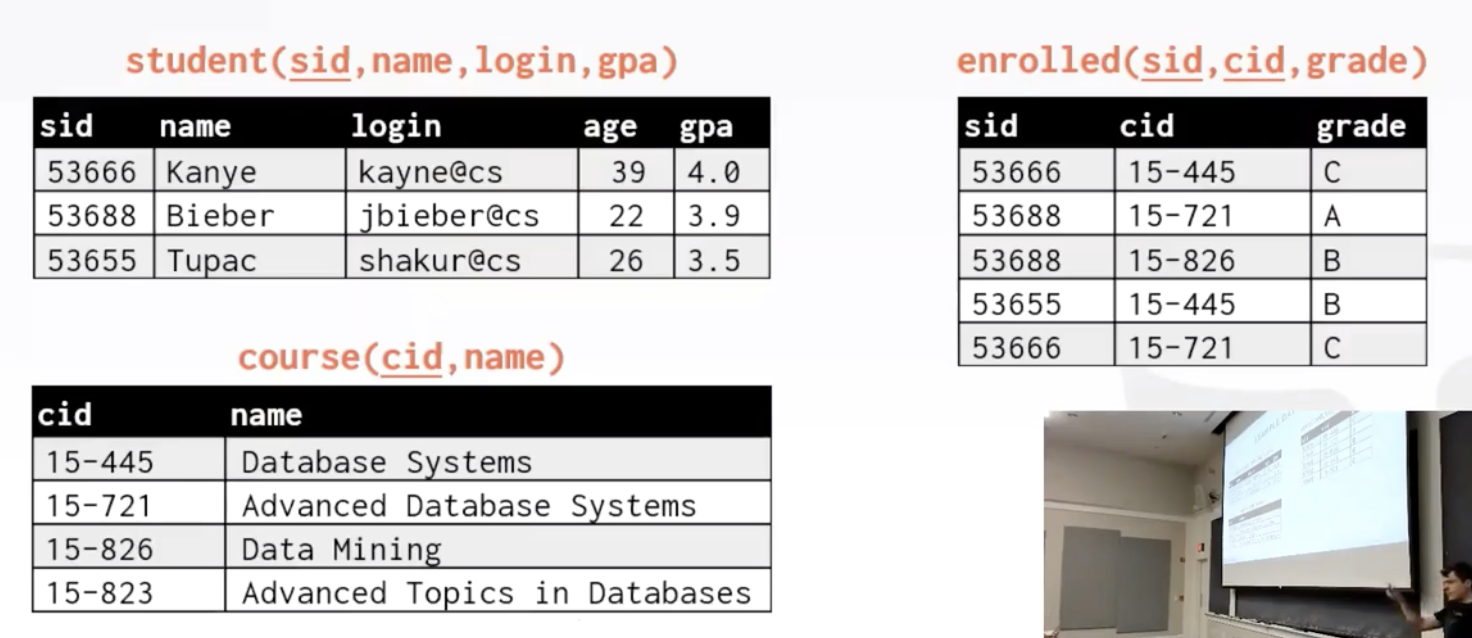 student(sid,name,login,gpa)
sid name login age gpa
53666 Kanye kayne@cs 39 4.0
53688 Bieber jbieber@cs 22 3.9
53655 Tupac shakur@cs 26 3.5
course(cid,name)
cid name
15-445 Database Systems
15-721 Advanced Database Systems
15-826 Data Mining
15-823 Advanced Topics in Databases
enrolled(sid,cid,grade)
sid cid grade
53666 15-445 C
53688 15-721 A
53688 15-826 B
53655 15-445 B
53666 15-721 C